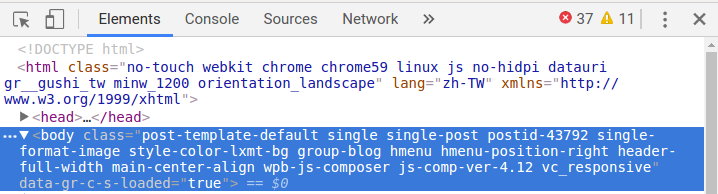 Elements Console Sources Network » 37 11
<!DOCTYPE html>
<html class="no-touch webkit chrome chrome59 linux js no-hidpi datauri
gr__gushi_tw minw_1200 orientation_landscape" lang="zh-TW" xmlns="http://
www.w3.org/1999/xhtml">
▶<head>…</head>
…▼<body class="post-template-default single single-post postid-43792 single-
format-image style-color-lxmt-bg group-blog hmenu hmenu-position-right header-
full-width main-center-align wpb-js-composer js-comp-ver-4.12 vc_responsive"
data-gr-c-s-loaded="true"> == $0